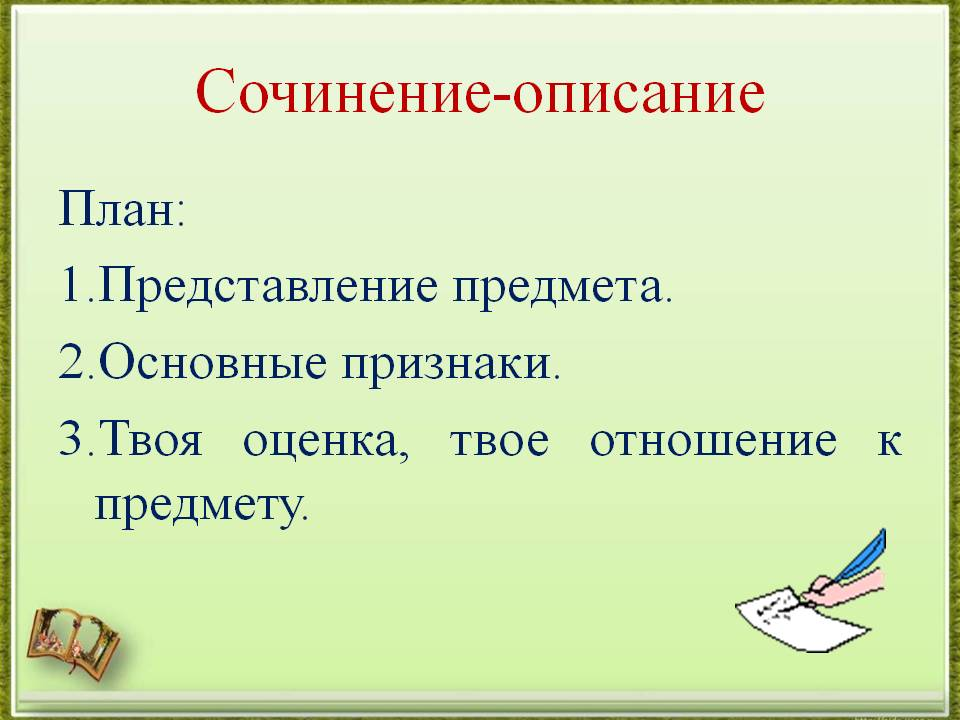 Сочинение-описание
План:
1.Представление предмета.
2.Основные признаки.
3.Твоя оценка, твое отношение к
предмету.